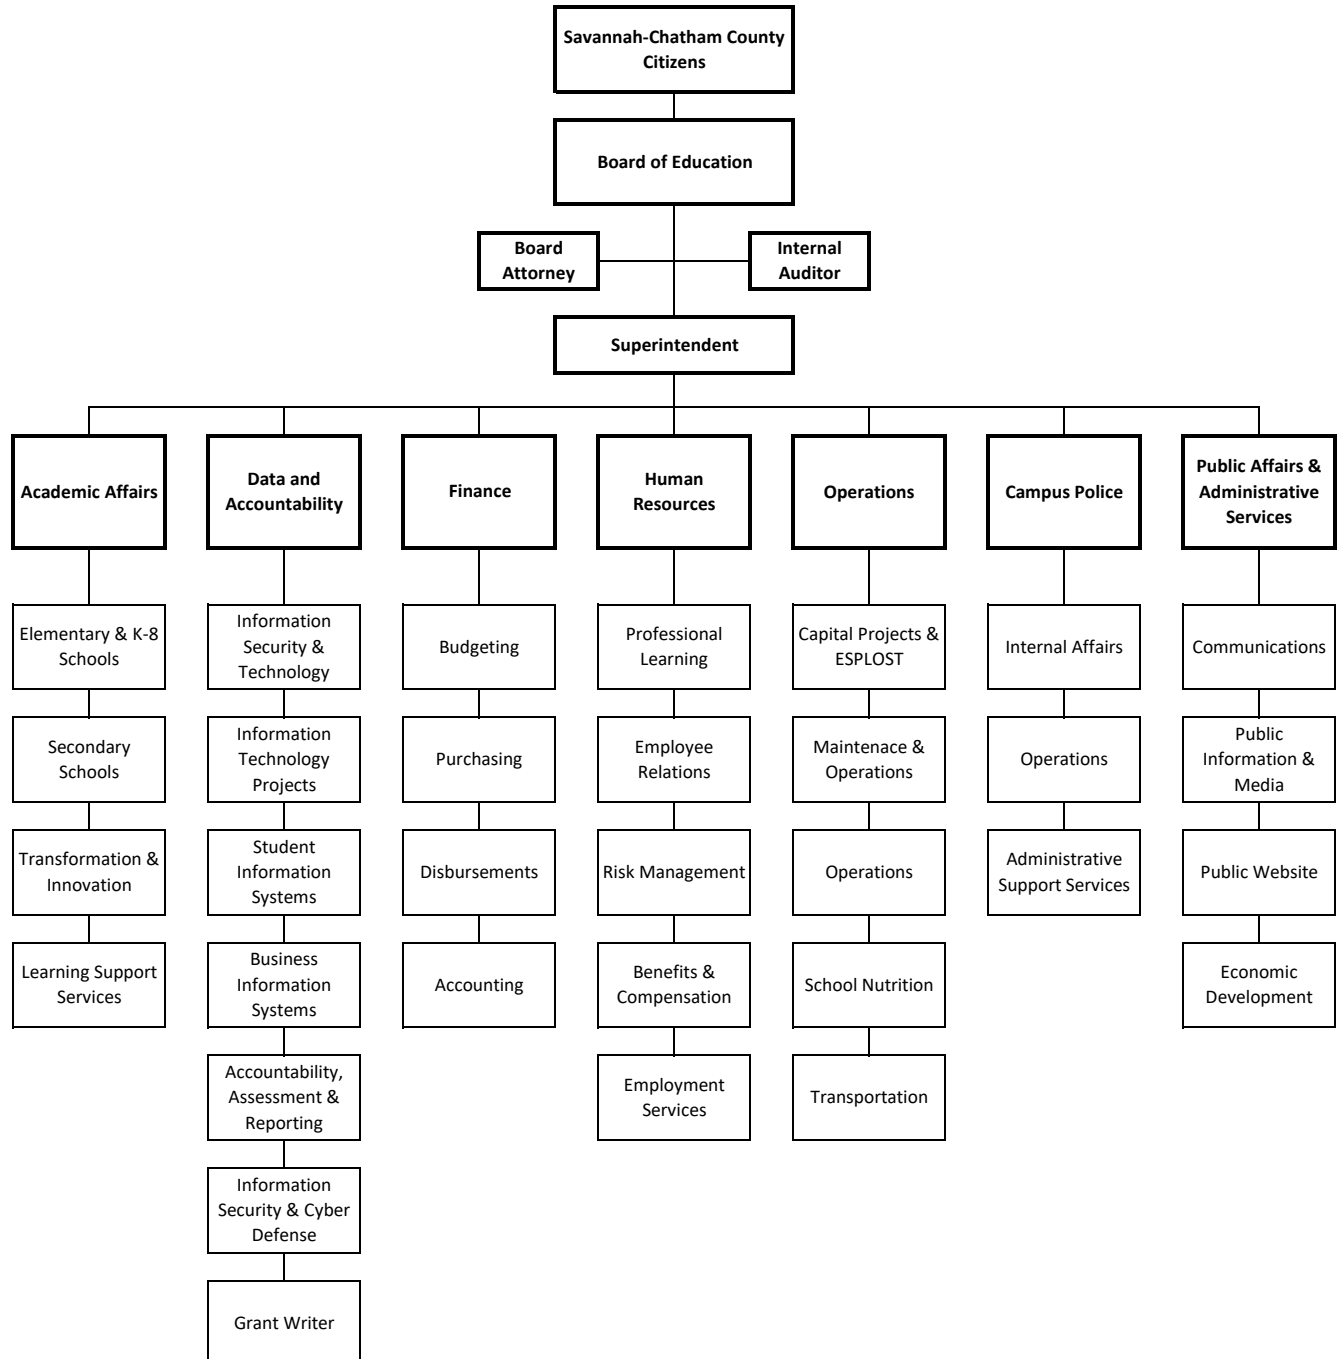 Savannah-Chatham County
Citizens
Board of Education
Board
Attorney
Internal
Auditor
Superintendent
Academic Affairs
Data and
Accountability
Finance
Human
Resources
Operations
Campus Police
Public Affairs &
Administrative
Services
Elementary & K-8
Schools
Information
Security &
Technology
Budgeting
Professional
Learning
Capital Projects &
ESPLOST
Internal Affairs
Communications
Secondary
Schools
Information
Technology
Projects
Purchasing
Employee
Relations
Maintenace &
Operations
Operations
Public
Information &
Media
Transformation &
Innovation
Student
Information
Systems
Disbursements
Risk Management
Operations
Administrative
Support Services
Public Website
Learning Support
Services
Business
Information
Systems
Accounting
Benefits &
Compensation
School Nutrition
Economic
Development
Accountability,
Assessment &
Reporting
Employment
Services
Transportation
Information
Security & Cyber
Defense
Grant Writer